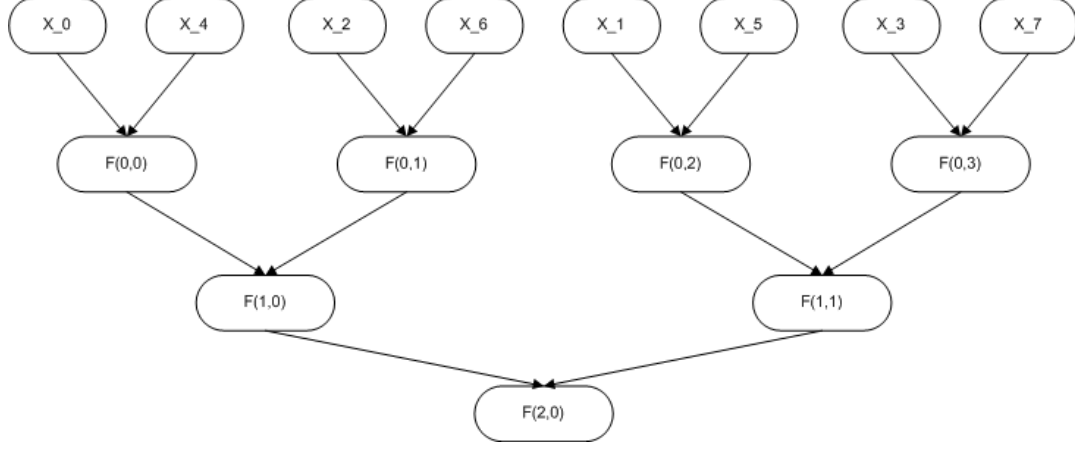 X_0 X_4 X_2 X_6 X_1 X_5 X_3 X_7
F(0,0) F(0,1) F(0,2) F(0,3)
F(1,0) F(1,1)
F(2,0)